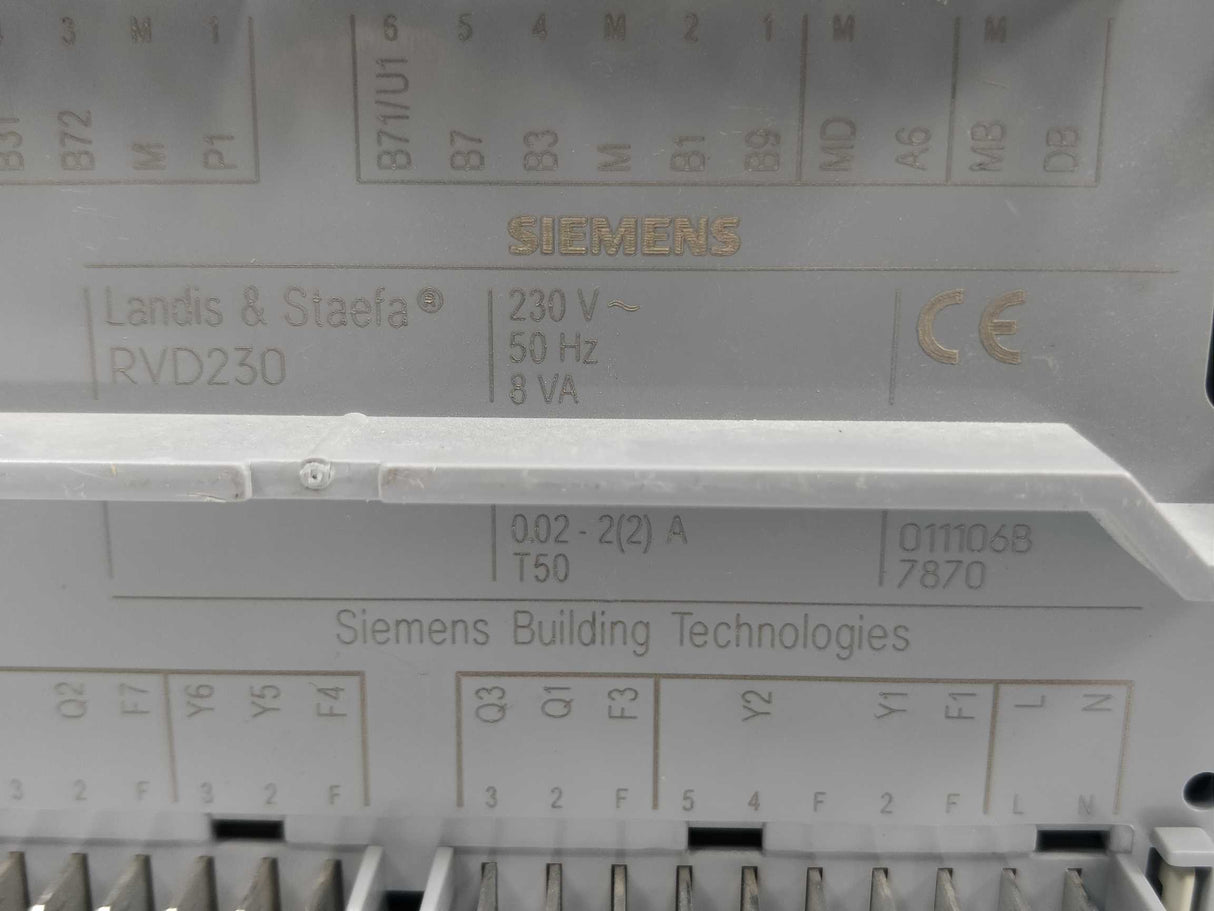 3 M 1 6 5 4 M 2 1 M M
B31 B72 M P1 B71/U1 B7 B3 M B1 B9 MD A6 MB DB
SIEMENS
Landis & Staefa® 230 V ~ CE
RVD230 50 Hz
8 VA
0.02 - 2(2) A 011106B
T50 7870
Siemens Building Technologies
Q2 F7 Y6 Y5 F4 Q3 Q1 F3 Y2 Y1 F1 L N
3 2 F 3 2 F 3 2 F 5 4 F 2 F L N